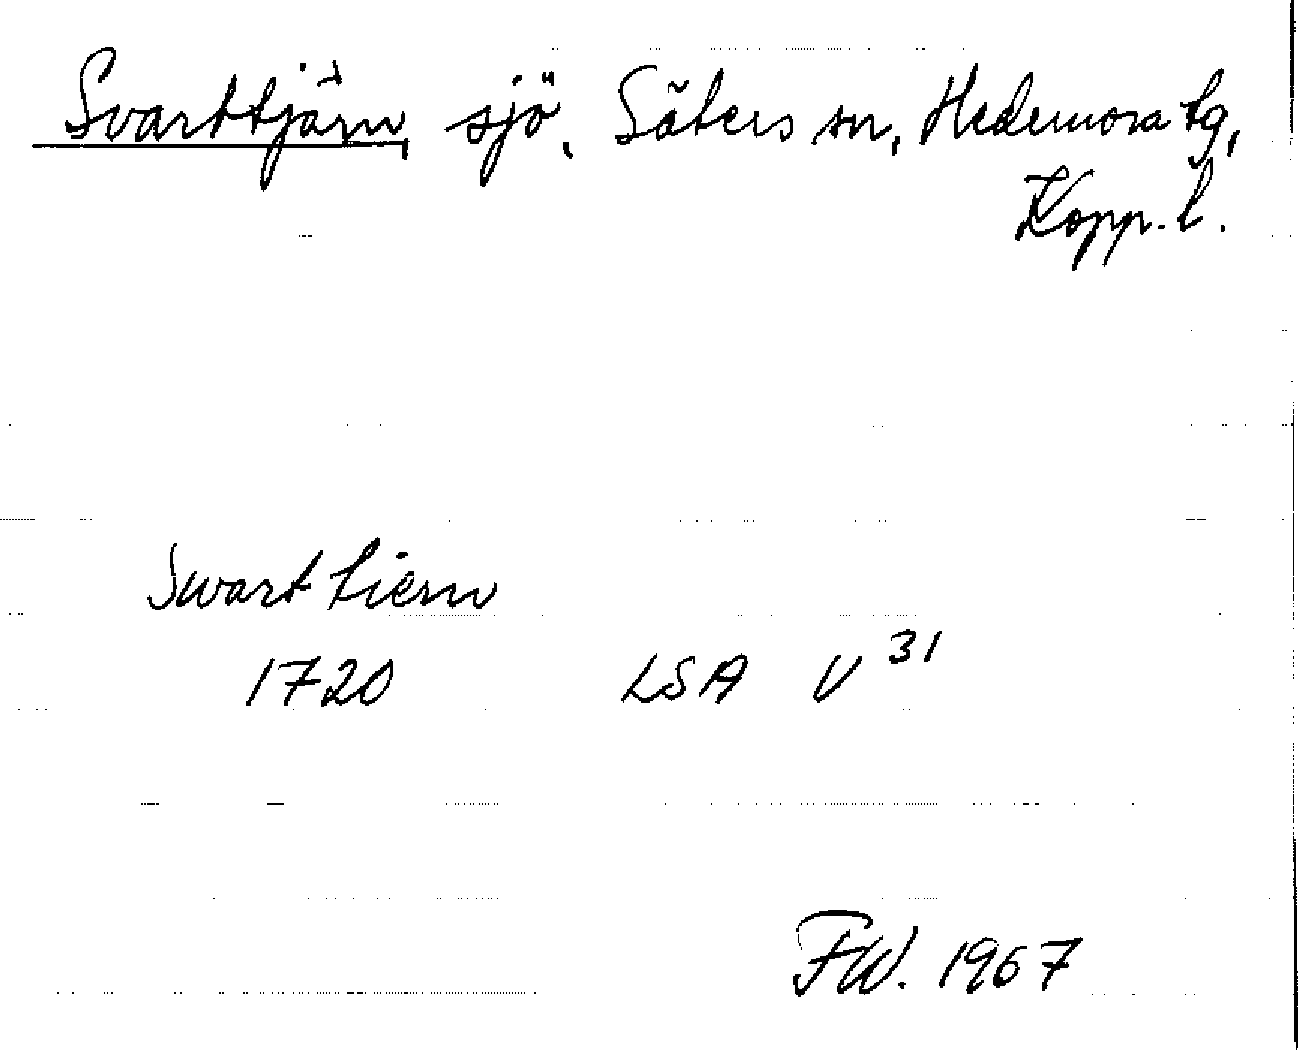 Svarttjärn, sjö, Säters sn, Hedemora tg,
Kopp. l.
Swart tiern
1720 LSA V 31
FW. 1967